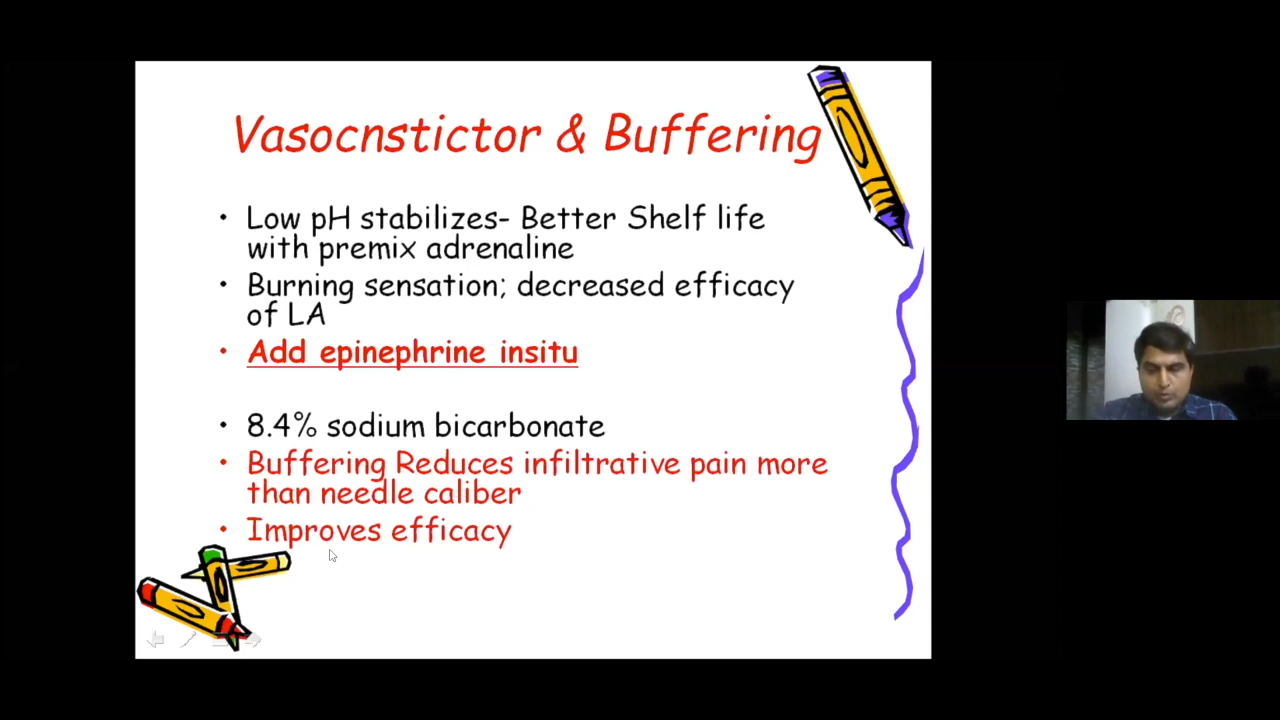 Vasocnstictor & Buffering
• Low pH stabilizes- Better Shelf life
with premix adrenaline
• Burning sensation; decreased efficacy
of LA
• Add epinephrine insitu
• 8.4% sodium bicarbonate
• Buffering Reduces infiltrative pain more
than needle caliber
• Improves efficacy